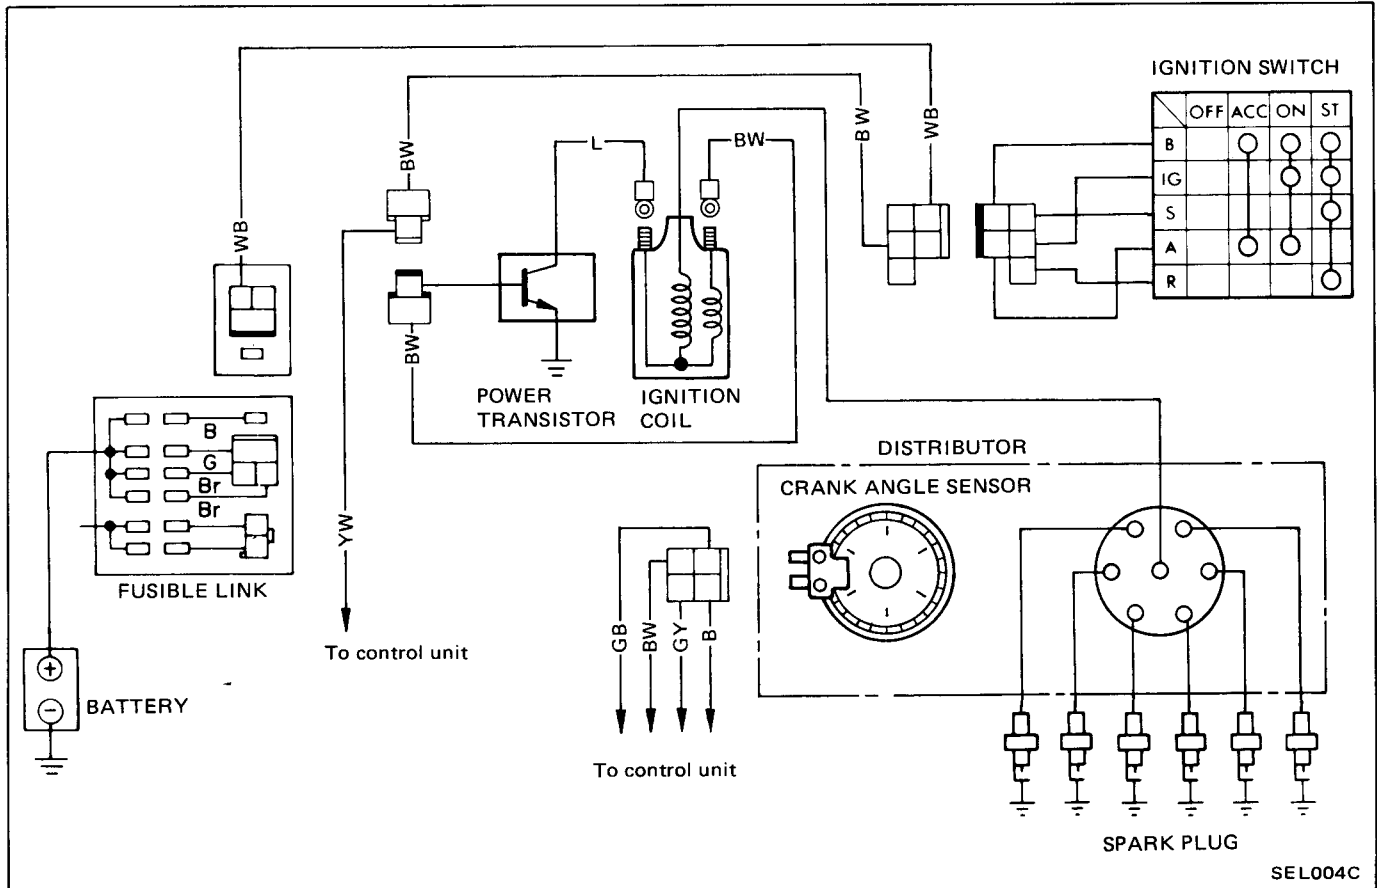 IGNITION SWITCH
OFF ACC ON ST
B
IG
S
A
R
WB
BW
BW
WB
L
BW
WB
BW
POWER TRANSISTOR
IGNITION COIL
B
G
Br
Br
FUSIBLE LINK
YW
To control unit
+
−
BATTERY
DISTRIBUTOR
CRANK ANGLE SENSOR
GB
BW
GY
B
To control unit
SPARK PLUG
SEL004C